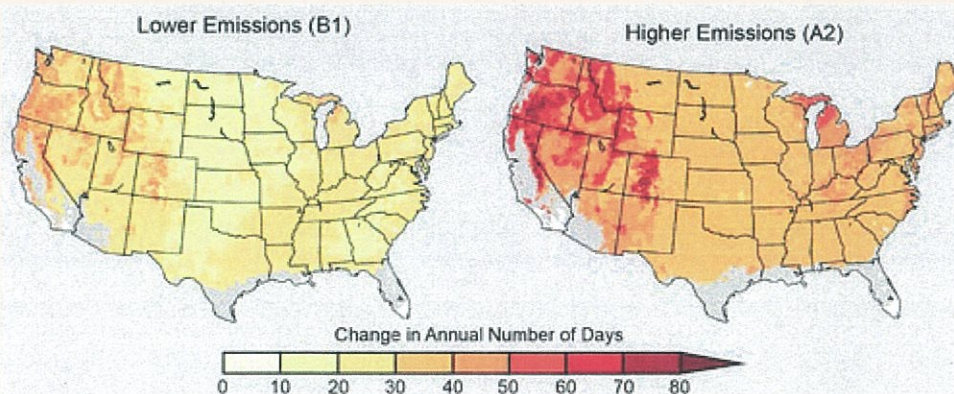 Lower Emissions (B1)
Higher Emissions (A2)
Change in Annual Number of Days
0 10 20 30 40 50 60 70 80